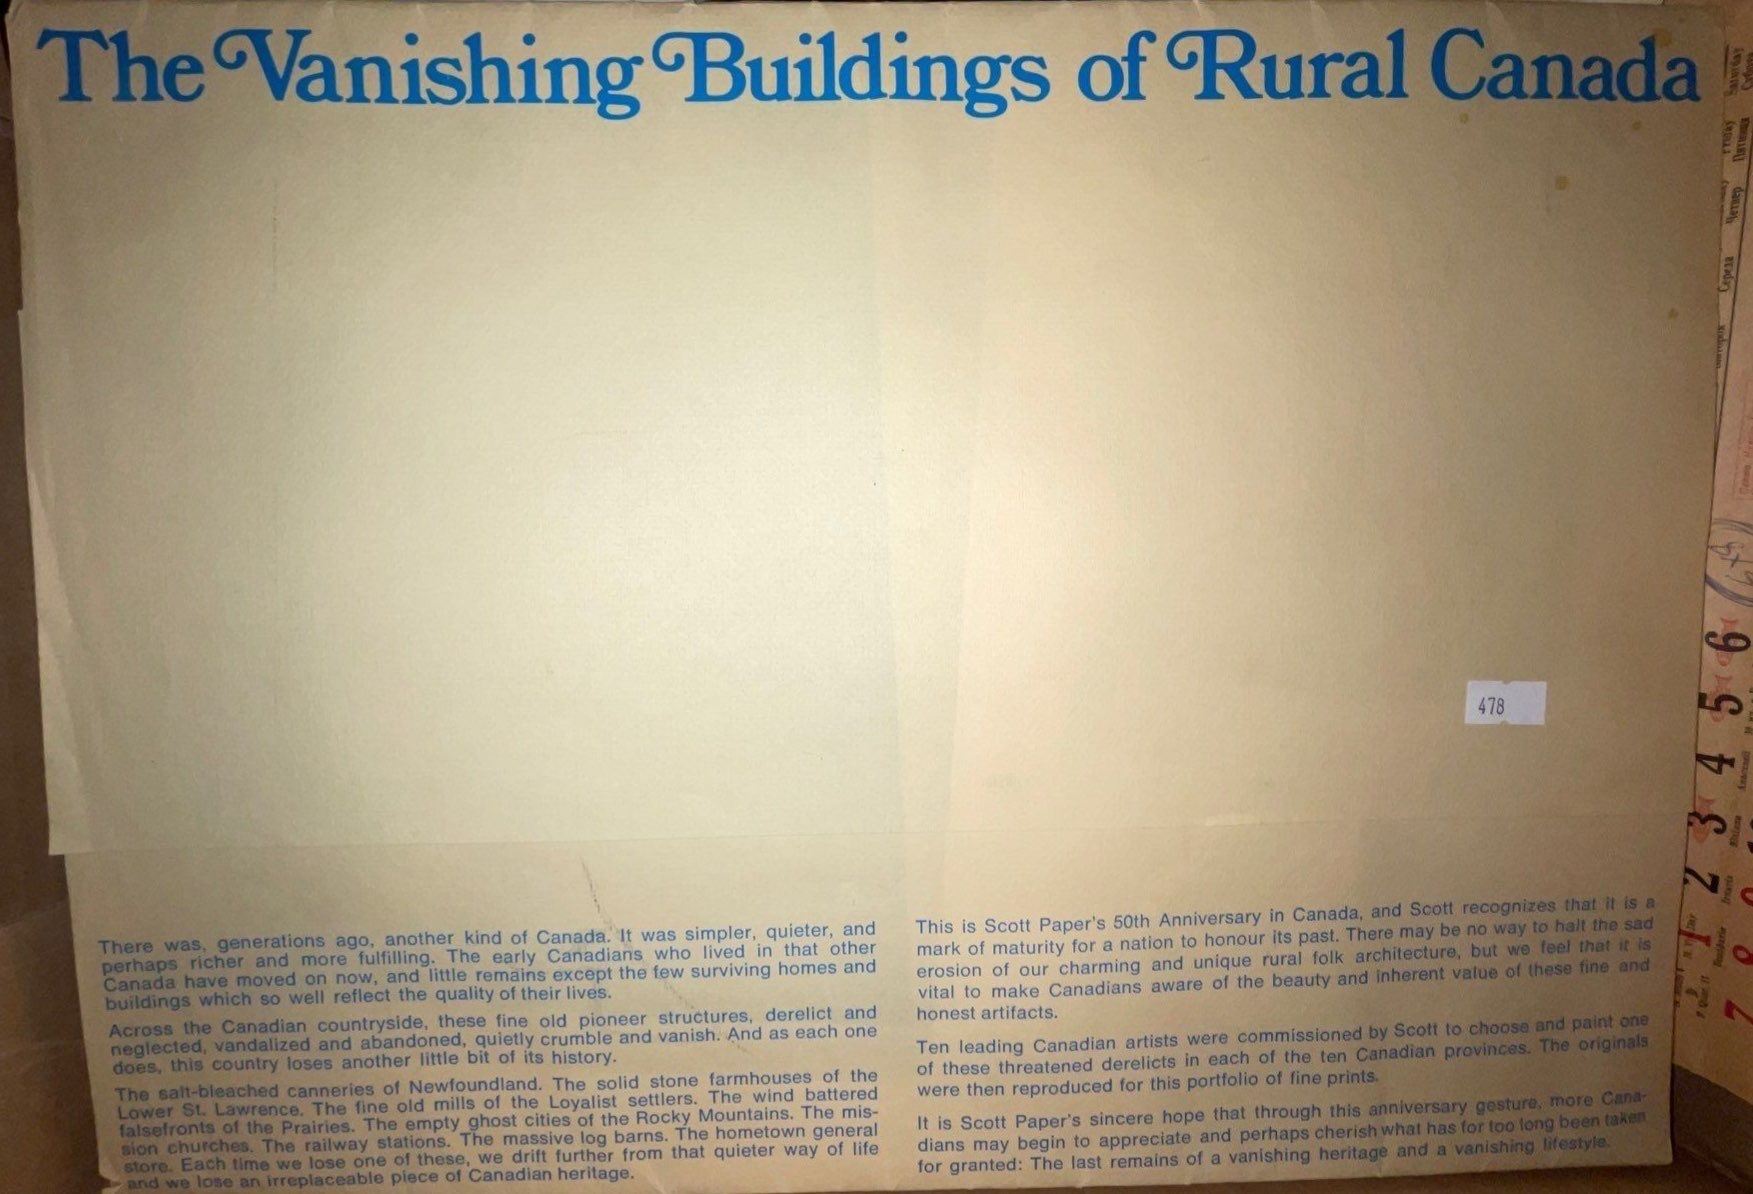 The Vanishing Buildings of Rural Canada
478
There was, generations ago, another kind of Canada. It was simpler, quieter, and
perhaps richer and more fulfilling. The early Canadians who lived in that other
Canada have moved on now, and little remains except the few surviving homes and
buildings which so well reflect the quality of their lives.
Across the Canadian countryside, these fine old pioneer structures, derelict and
neglected, vandalized and abandoned, quietly crumble and vanish. And as each one
does, this country loses another little bit of its history.
The salt-bleached canneries of Newfoundland. The solid stone farmhouses of the
Lower St. Lawrence. The fine old mills of the Loyalist settlers. The wind battered
falsefronts of the Prairies. The empty ghost cities of the Rocky Mountains. The mis-
sion churches. The railway stations. The massive log barns. The hometown general
store. Each time we lose one of these, we drift further from that quieter way of life
and we lose an irreplaceable piece of Canadian heritage.
This is Scott Paper's 50th Anniversary in Canada, and Scott recognizes that it is a
mark of maturity for a nation to honour its past. There may be no way to halt the sad
erosion of our charming and unique rural folk architecture, but we feel that it is
vital to make Canadians aware of the beauty and inherent value of these fine and
honest artifacts.
Ten leading Canadian artists were commissioned by Scott to choose and paint one
of these threatened derelicts in each of the ten Canadian provinces. The originals
were then reproduced for this portfolio of fine prints.
It is Scott Paper's sincere hope that through this anniversary gesture, more Cana-
dians may begin to appreciate and perhaps cherish what has for too long been taken
for granted: The last remains of a vanishing heritage and a vanishing lifestyle.
Четвер
Середа
1 2 3 4 5 6
7 8